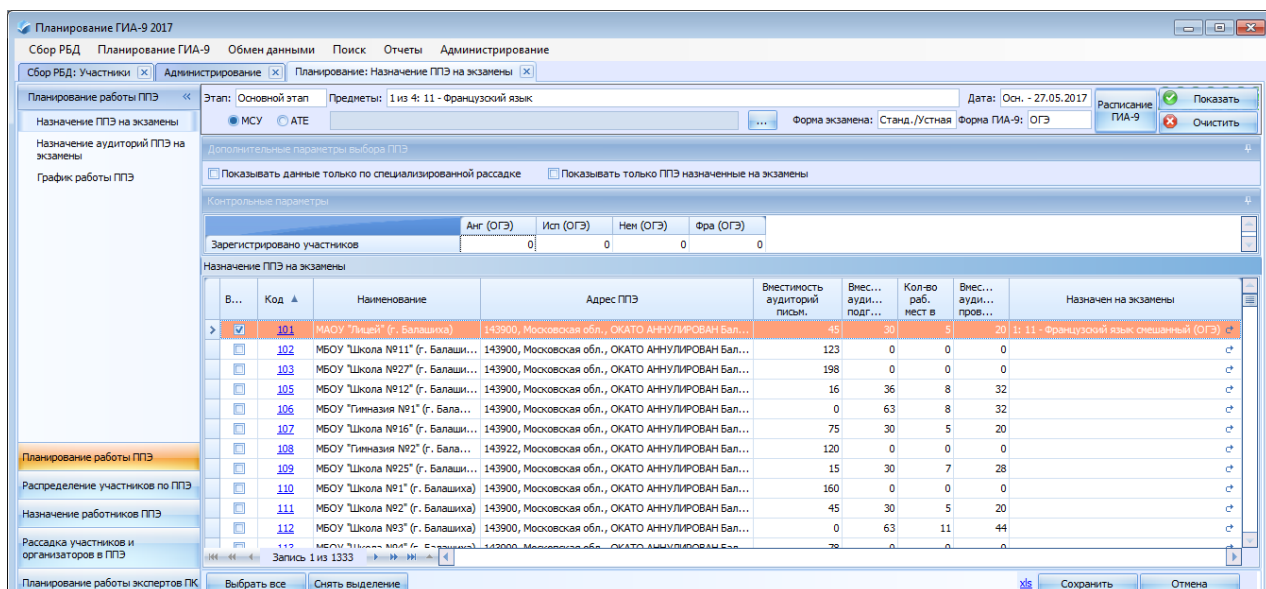 Планирование ГИА-9 2017
Сбор РБД Планирование ГИА-9 Обмен данными Поиск Отчеты Администрирование
Сбор РБД: Участники Администрирование Планирование: Назначение ППЭ на экзамены
Планирование работы ППЭ «
Назначение ППЭ на экзамены
Назначение аудиторий ППЭ на
экзамены
График работы ППЭ
Планирование работы ППЭ
Распределение участников по ППЭ
Назначение работников ППЭ
Рассадка участников и
организаторов в ППЭ
Планирование работы экспертов ПК
Этап: Основной этап Предметы: 1 из 4: 11 - Французский язык Дата: Осн. - 27.05.2017
МСУ АТЕ ... Форма экзамена: Станд./Устная Форма ГИА-9: ОГЭ
Расписание
ГИА-9
Показать
Очистить
Дополнительные параметры выбора ППЭ
Показывать данные только по специализированной рассадке Показывать только ППЭ назначенные на экзамены
Контрольные параметры
Анг (ОГЭ) Исп (ОГЭ) Нем (ОГЭ) Фра (ОГЭ)
Зарегистрировано участников 0 0 0 0
Назначение ППЭ на экзамены
В... Код Наименование Адрес ППЭ Вместимость аудиторий письм. Вмес... ауди... подг... Кол-во раб. мест в Вмес... ауди... пров... Назначен на экзамены
101 МАОУ "Лицей" (г. Балашиха) 143900, Московская обл., ОКАТО АННУЛИРОВАН Бал... 45 30 5 20 1: 11 - Французский язык смешанный (ОГЭ)
102 МБОУ "Школа №11" (г. Балаши... 143900, Московская обл., ОКАТО АННУЛИРОВАН Бал... 123 0 0 0
103 МБОУ "Школа №27" (г. Балаши... 143900, Московская обл., ОКАТО АННУЛИРОВАН Бал... 198 0 0 0
105 МБОУ "Школа №12" (г. Балаши... 143900, Московская обл., ОКАТО АННУЛИРОВАН Бал... 16 36 8 32
106 МБОУ "Гимназия №1" (г. Бала... 143900, Московская обл., ОКАТО АННУЛИРОВАН Бал... 0 63 8 32
107 МБОУ "Школа №16" (г. Балаши... 143900, Московская обл., ОКАТО АННУЛИРОВАН Бал... 75 30 5 20
108 МБОУ "Гимназия №2" (г. Бала... 143922, Московская обл., ОКАТО АННУЛИРОВАН Бал... 120 0 0 0
109 МБОУ "Школа №25" (г. Балаши... 143900, Московская обл., ОКАТО АННУЛИРОВАН Бал... 15 30 7 28
110 МБОУ "Школа №1" (г. Балашиха) 143900, Московская обл., ОКАТО АННУЛИРОВАН Бал... 160 0 0 0
111 МБОУ "Школа №2" (г. Балашиха) 143900, Московская обл., ОКАТО АННУЛИРОВАН Бал... 45 30 5 20
112 МБОУ "Школа №3" (г. Балашиха) 143900, Московская обл., ОКАТО АННУЛИРОВАН Бал... 0 63 11 44
Запись 1 из 1333
Выбрать все Снять выделение xls Сохранить Отмена